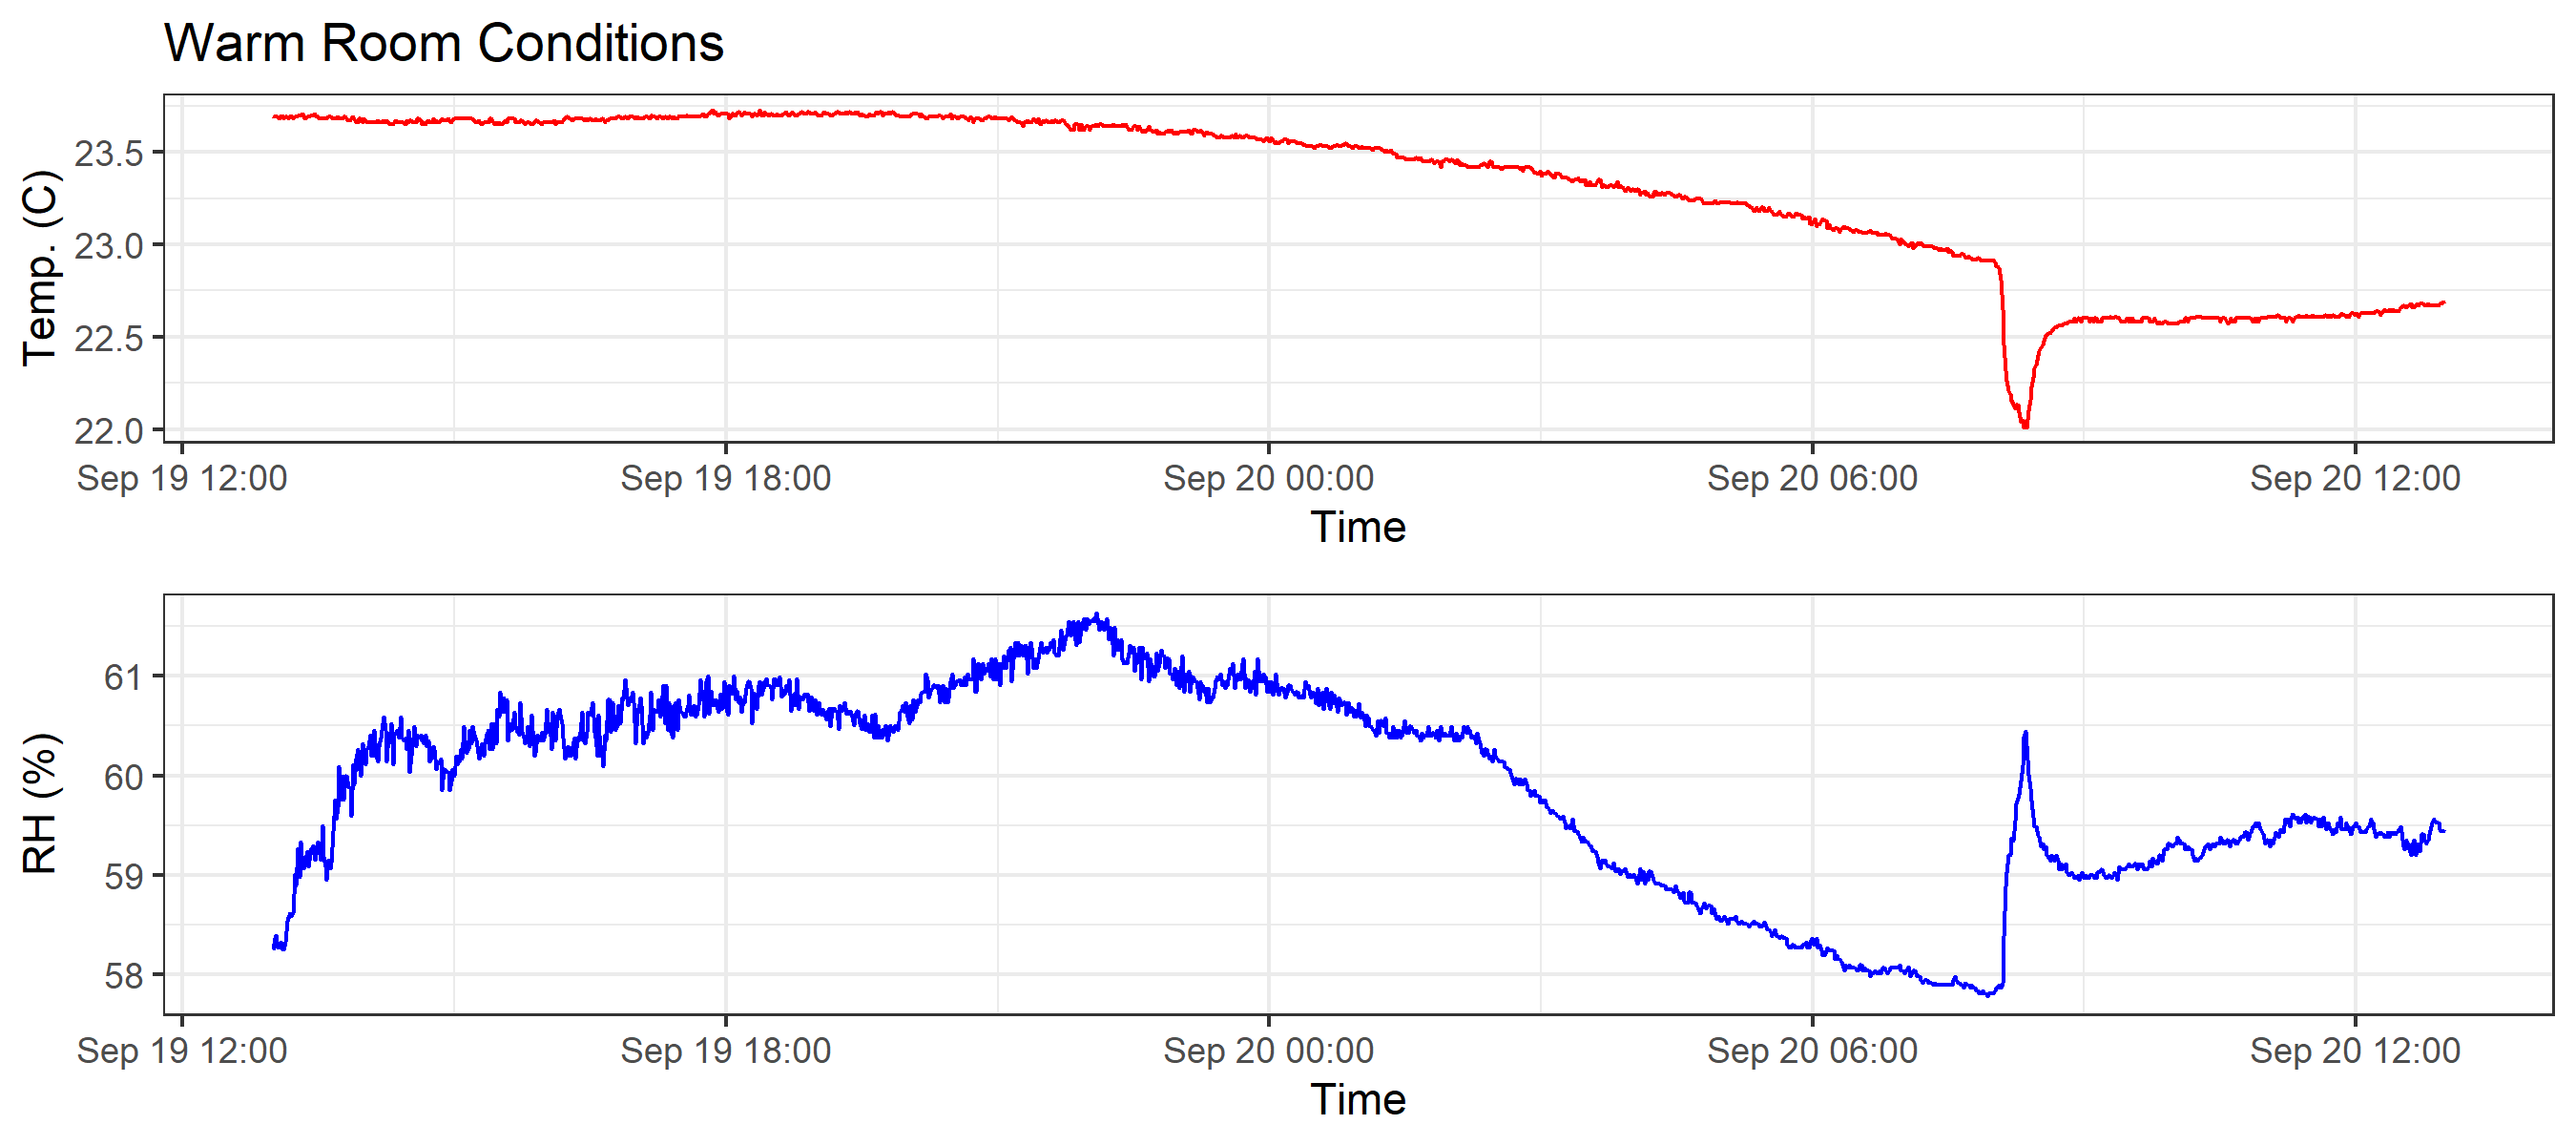 Warm Room Conditions
Temp. (C)
23.5
23.0
22.5
22.0
Sep 19 12:00 Sep 19 18:00 Sep 20 00:00 Sep 20 06:00 Sep 20 12:00
Time
RH (%)
61
60
59
58
Sep 19 12:00 Sep 19 18:00 Sep 20 00:00 Sep 20 06:00 Sep 20 12:00
Time